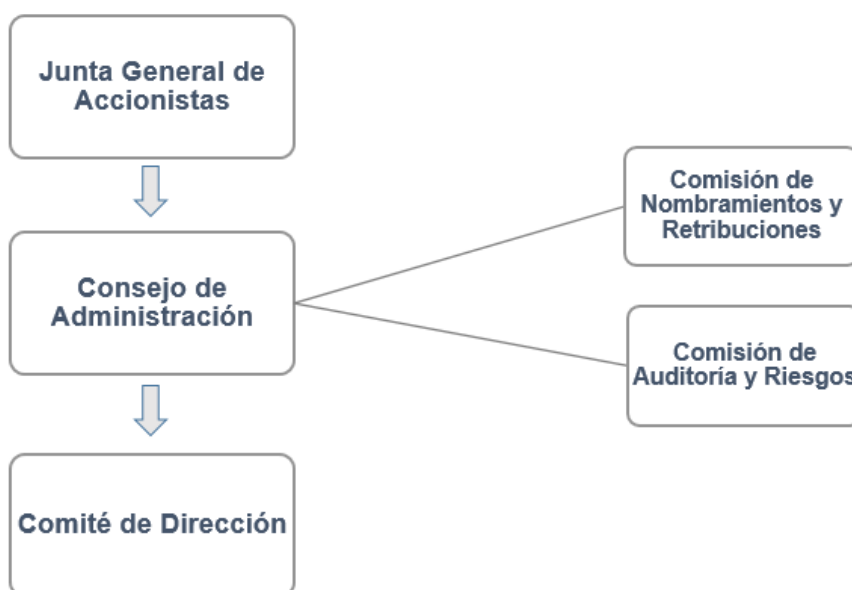 Junta General de
Accionistas
Consejo de
Administración
Comité de Dirección
Comisión de
Nombramientos y
Retribuciones
Comisión de
Auditoría y Riesgos